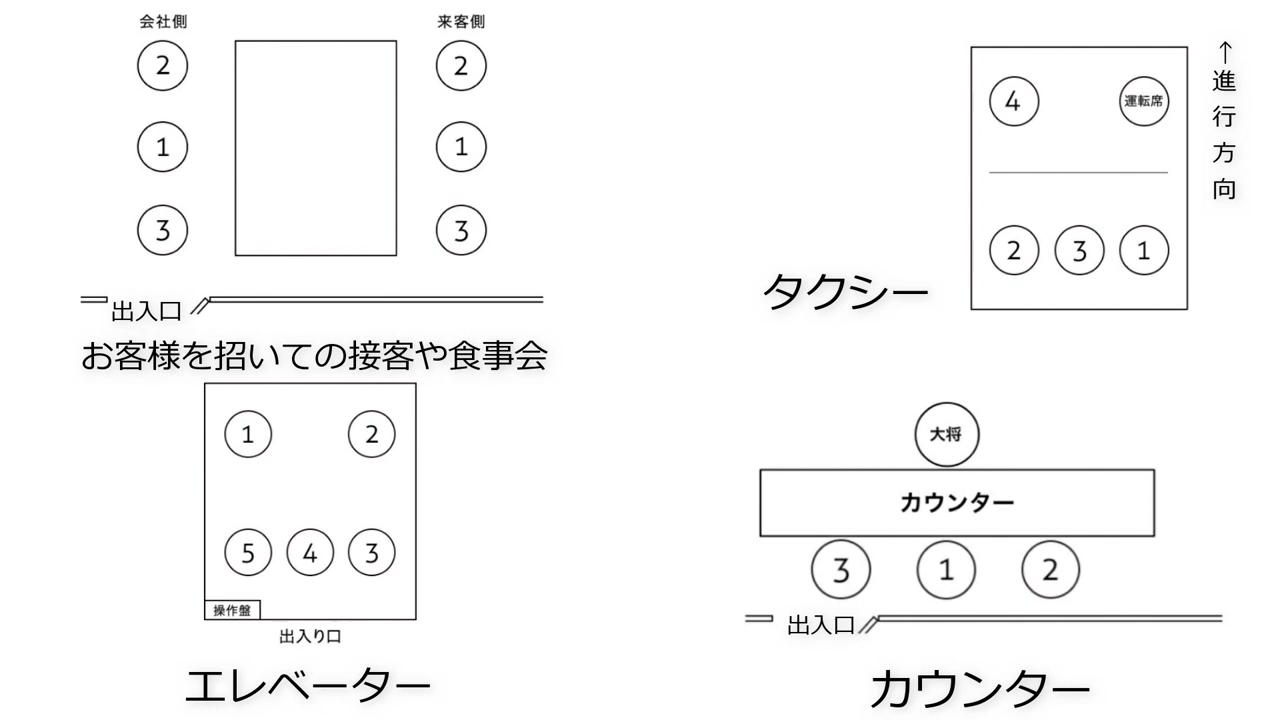 会社側
来客側
2
2
1
1
3
3
出入口
お客様を招いての接客や食事会
↑進行方向
4
運転席
2 3 1
タクシー
1 2
5 4 3
操作盤
出入り口
エレベーター
大将
カウンター
3 1 2
出入口
カウンター